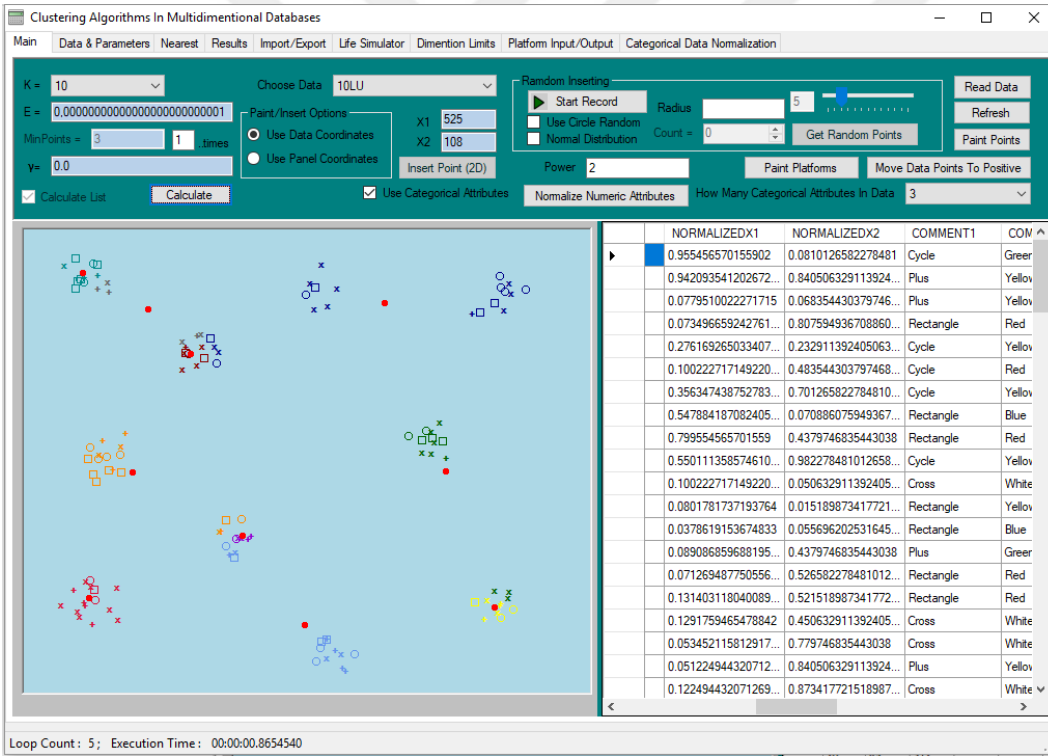 Clustering Algorithms In Multidimentional Databases
Main Data & Parameters Nearest Results Import/Export Life Simulator Dimention Limits Platform Input/Output Categorical Data Normalization
K = 10 Choose Data 10LU Ramdom Inserting Read Data
Start Record Radius 5
E = 0,000000000000000000000000001 Paint/Insert Options X1 525 Use Circle Random Refresh
MinPoints = 3 1 ..times Use Data Coordinates X2 108 Normal Distribution Count = 0 Get Random Points Paint Points
γ= 0.0 Use Panel Coordinates Insert Point (2D) Power 2 Paint Platforms Move Data Points To Positive
Calculate List Calculate Use Categorical Attributes Normalize Numeric Attributes How Many Categorical Attributes In Data 3
NORMALIZEDX1 NORMALIZEDX2 COMMENT1 COM
0.955456570155902 0.0810126582278481 Cycle Green
0.942093541202672... 0.840506329113924... Plus Yellow
0.0779510022271715 0.068354430379746... Plus Yellow
0.073496659242761... 0.807594936708860... Rectangle Red
0.276169265033407... 0.232911392405063... Cycle Yellow
0.100222717149220... 0.483544303797468... Cycle Red
0.356347438752783... 0.701265822784810... Cycle Yellow
0.547884187082405... 0.070886075949367... Rectangle Blue
0.799554565701559 0.4379746835443038 Rectangle Red
0.550111358574610... 0.982278481012658... Cycle Yellow
0.100222717149220... 0.050632911392405... Cross White
0.0801781737193764 0.015189873417721... Rectangle Yellow
0.0378619153674833 0.055696202531645... Rectangle Blue
0.089086859688195... 0.4379746835443038 Plus Green
0.071269487750556... 0.526582278481012... Rectangle Red
0.131403118040089... 0.521518987341772... Rectangle Red
0.1291759465478842 0.45063291139​2405... Cross White
0.053452115812917... 0.779746835443038 Cross White
0.051224944320712... 0.840506329113924... Plus Yellow
0.122494432071269... 0.873417721518987... Cross White
Loop Count : 5 ; Execution Time : 00:00:00.8654540